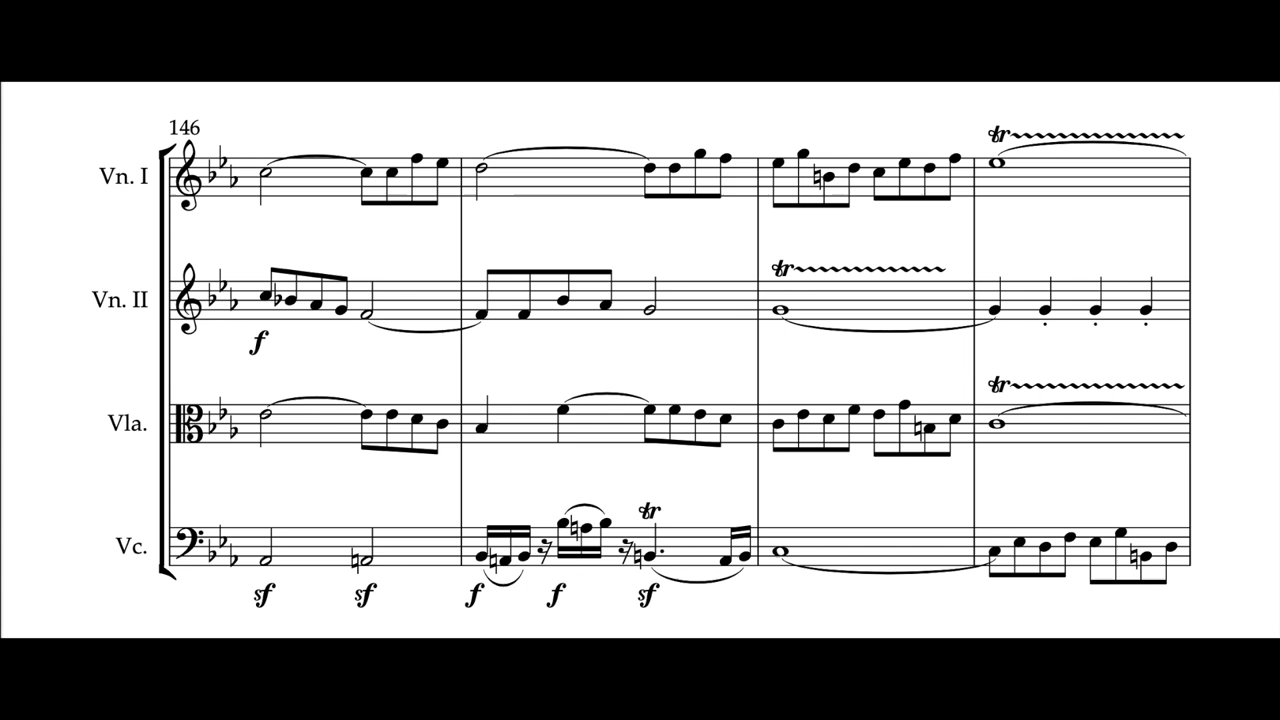 146
tr
Vn. I
tr
Vn. II
f
tr
Vla.
tr
Vc.
sf sf f f sf